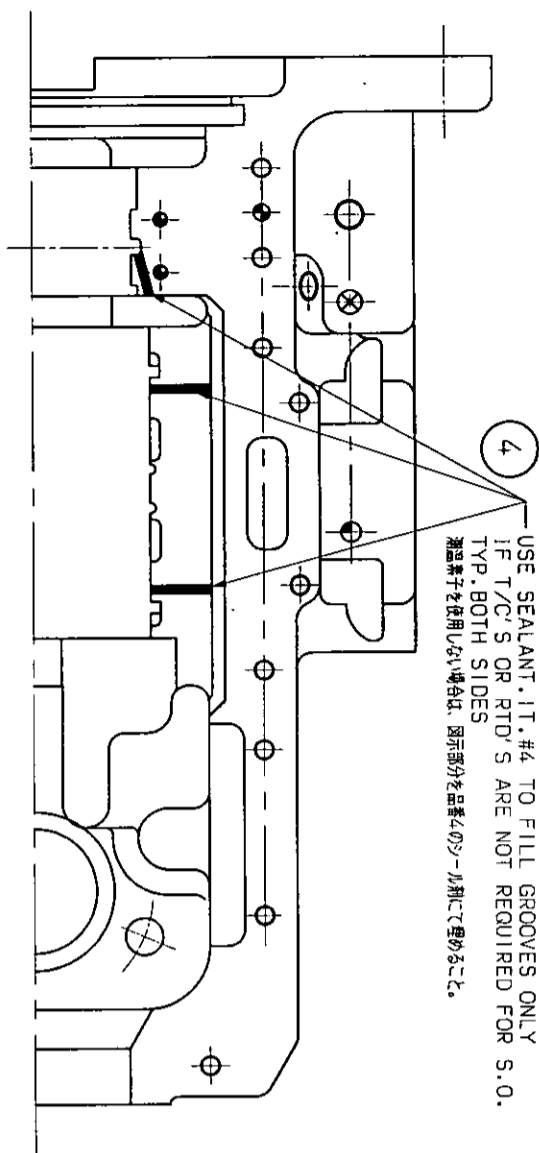 4
USE SEALANT.IT.#4 TO FILL GROOVES ONLY
IF T/C'S OR RTD'S ARE NOT REQUIRED FOR S.O.
TYP.BOTH SIDES
測温素子を使用しない場合は、図示部分を品番4のシール剤にて埋めること。